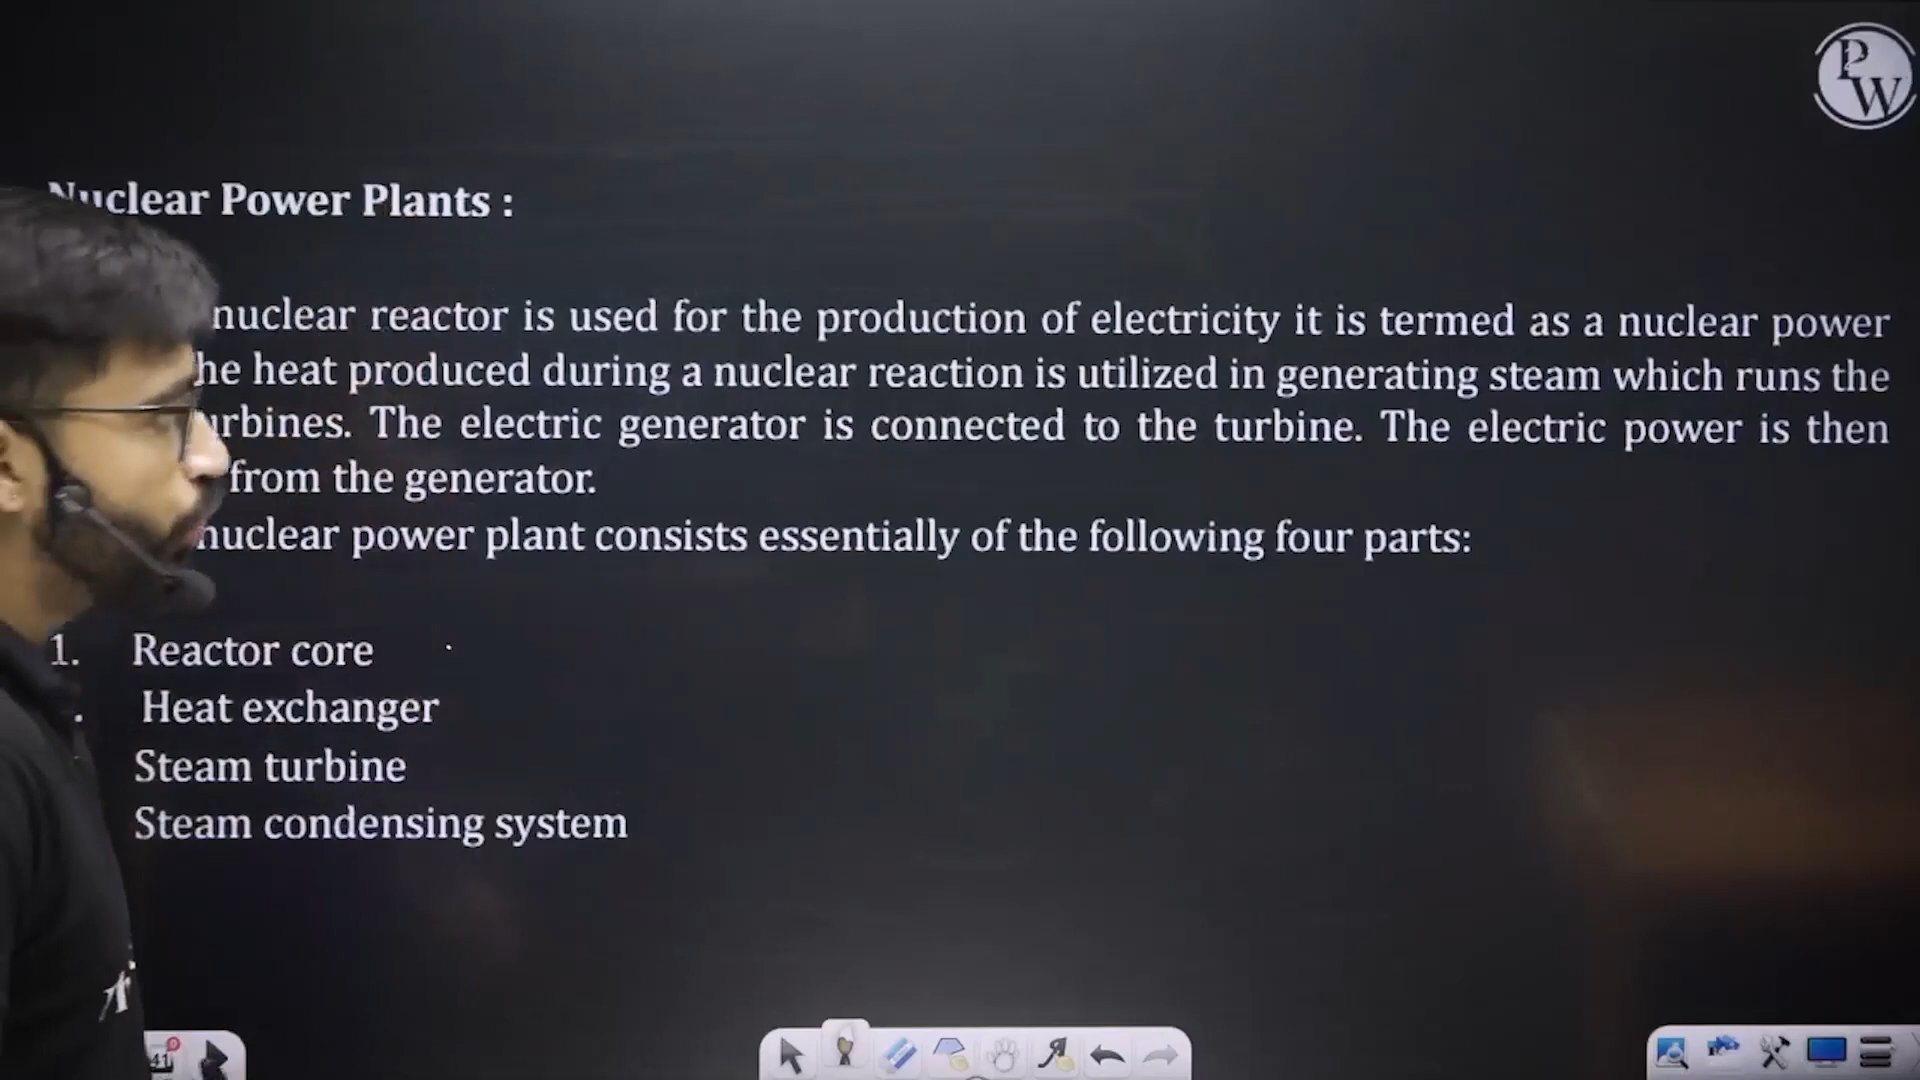 PW
Nuclear Power Plants :
nuclear reactor is used for the production of electricity it is termed as a nuclear power
he heat produced during a nuclear reaction is utilized in generating steam which runs the
urbines. The electric generator is connected to the turbine. The electric power is then
from the generator.
nuclear power plant consists essentially of the following four parts:
1. Reactor core
. Heat exchanger
Steam turbine
Steam condensing system
41